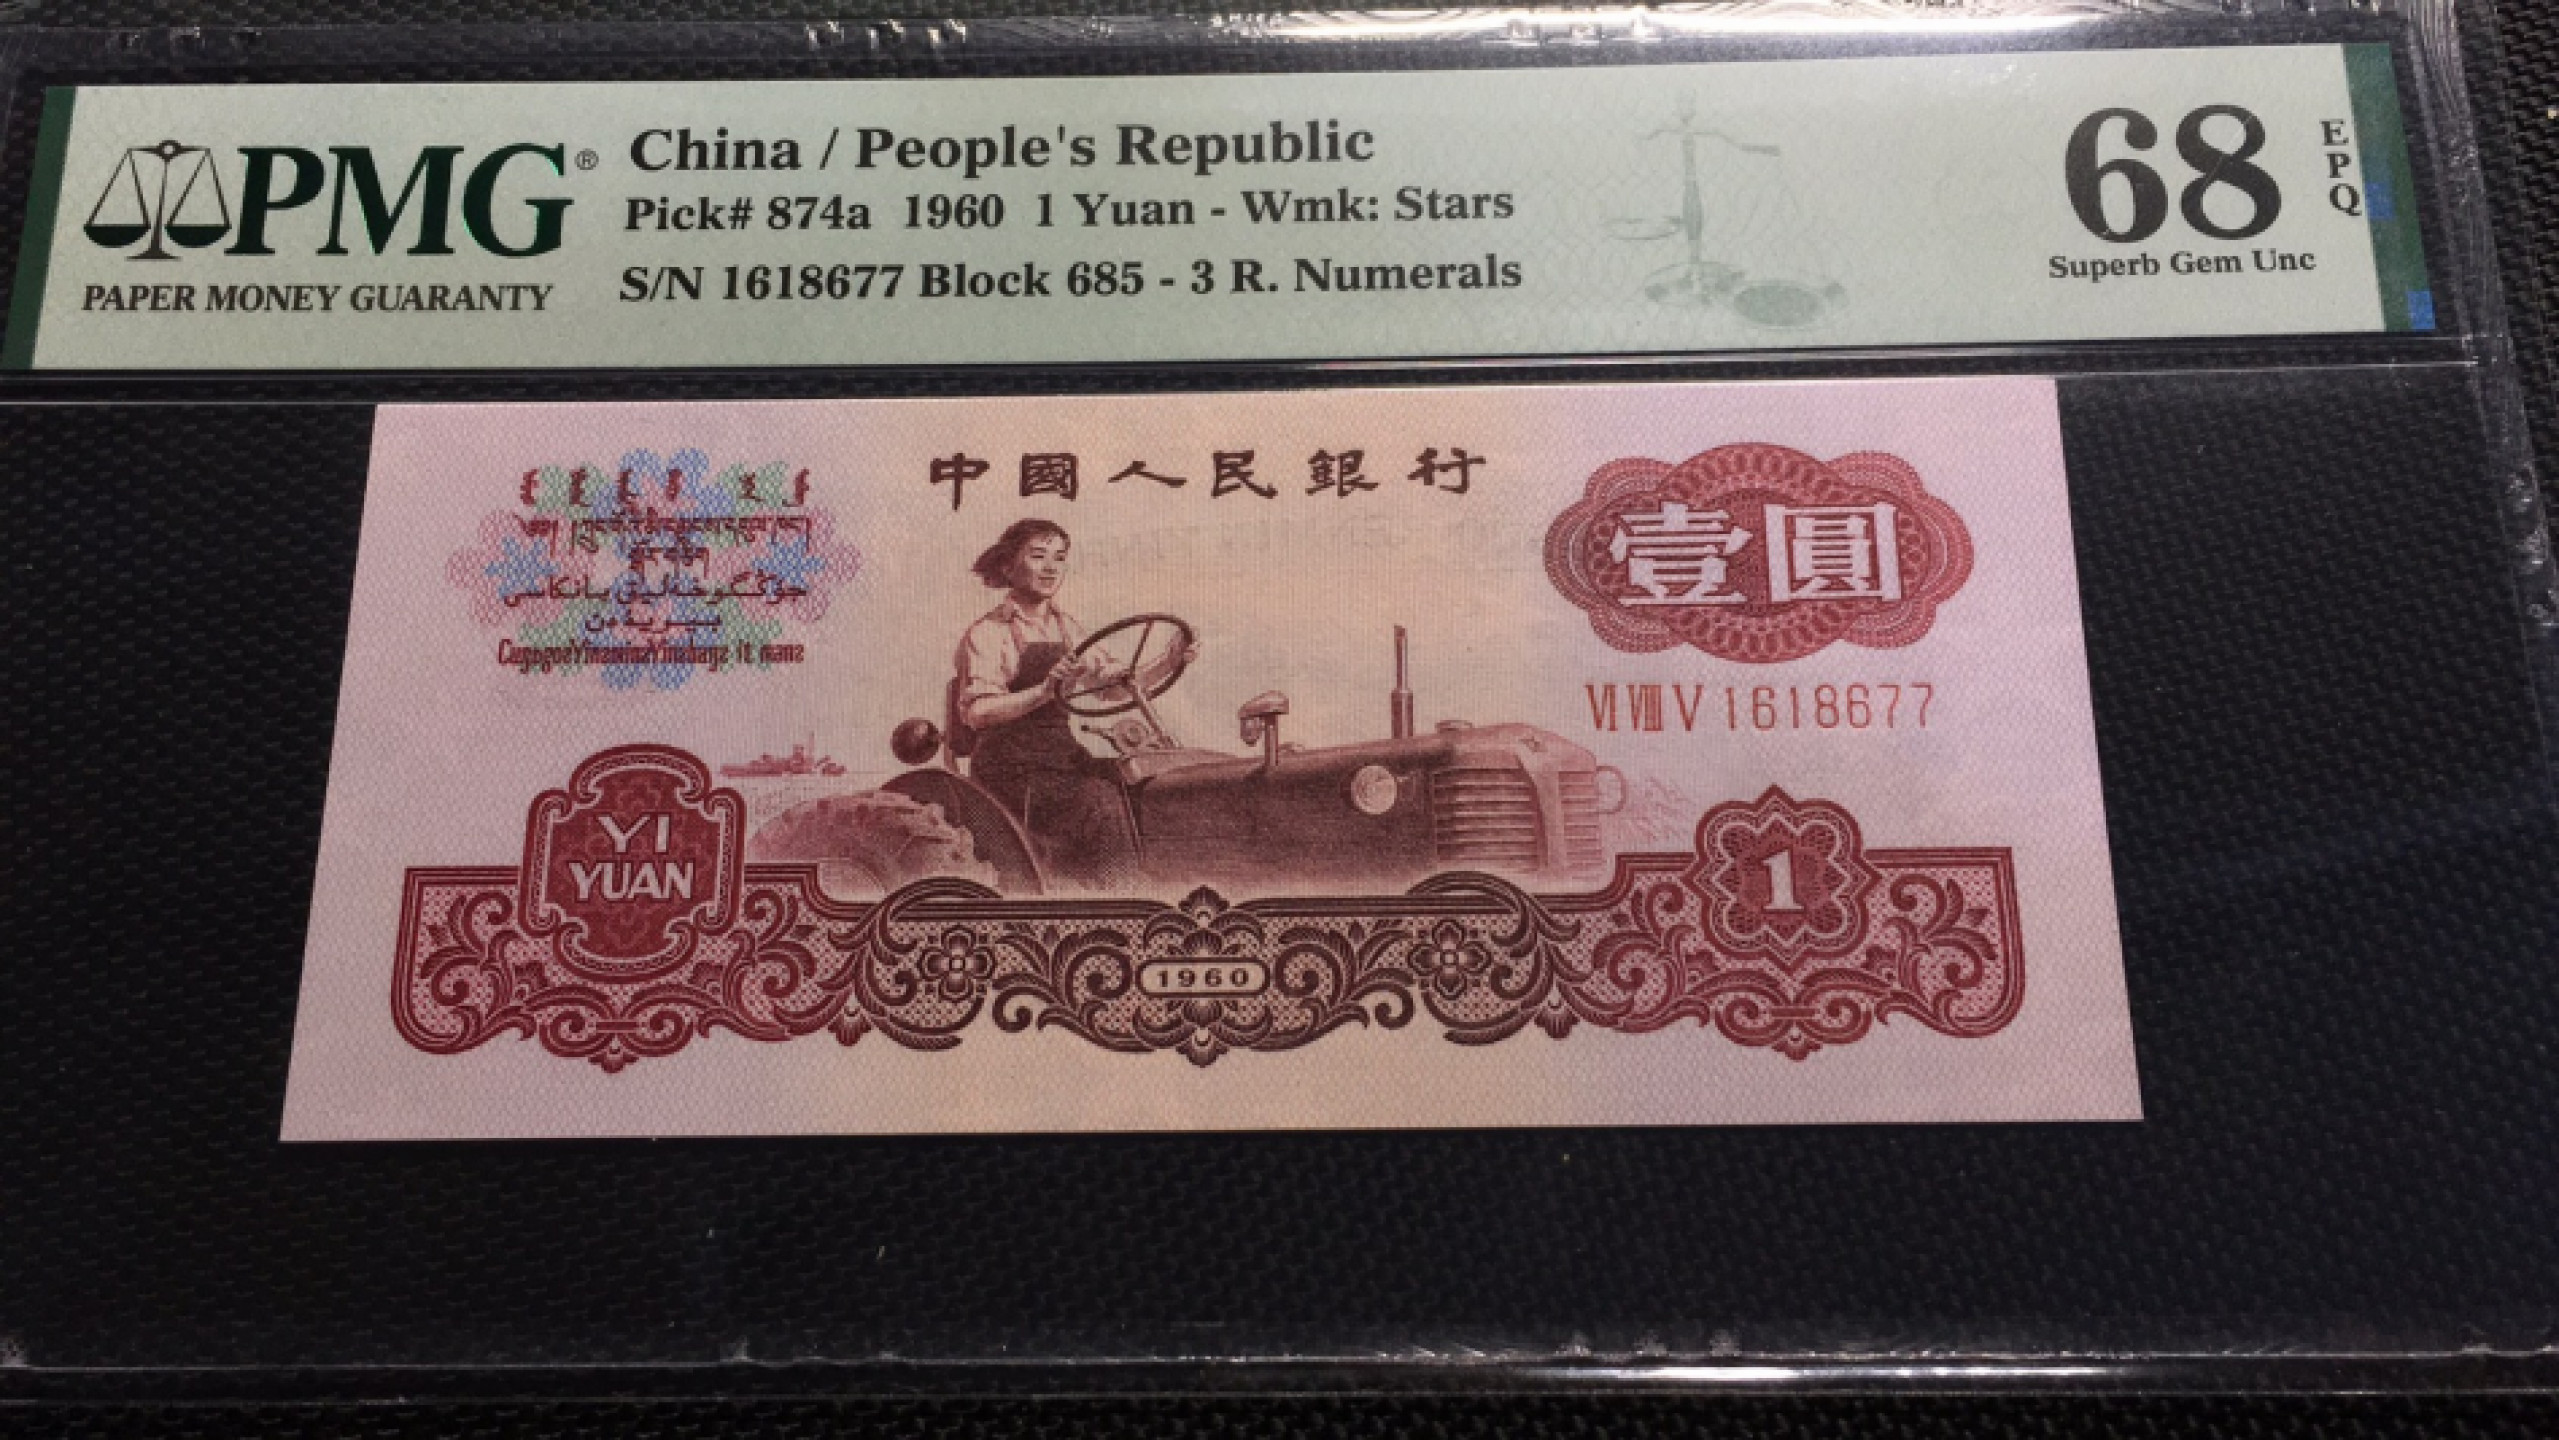 PMG®
PAPER MONEY GUARANTY
China / People's Republic
Pick# 874a 1960 1 Yuan - Wmk: Stars
S/N 1618677 Block 685 - 3 R. Numerals
68
EPQ
Superb Gem Unc
中國人民銀行
壹圓
Ⅵ Ⅷ Ⅴ 1618677
YI
YUAN
1
1960